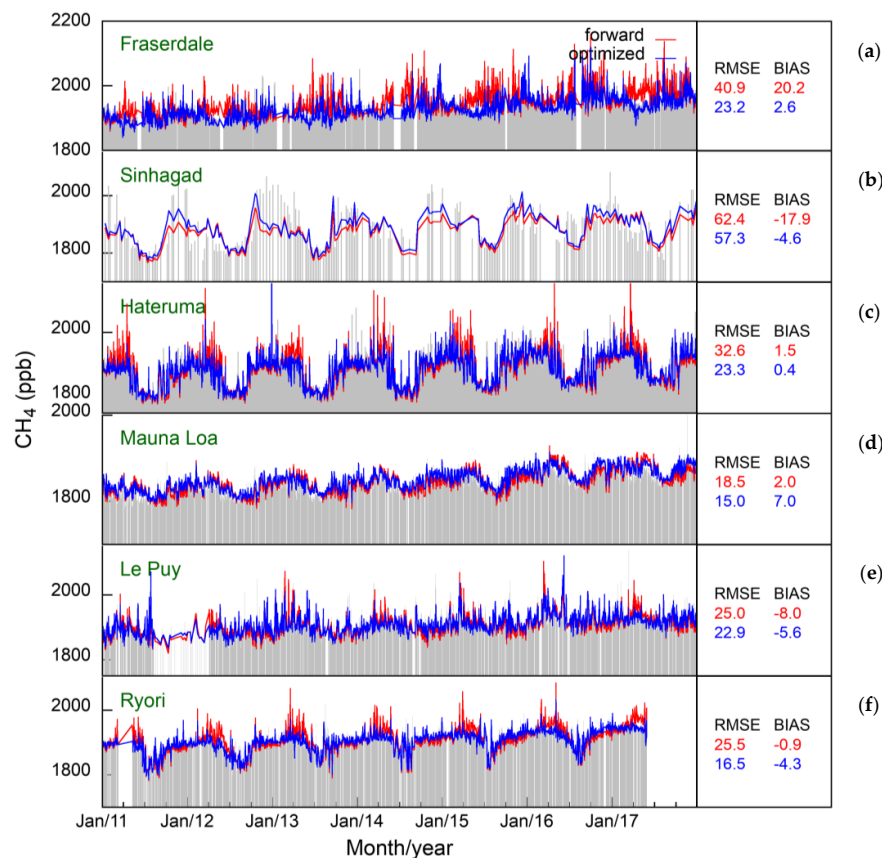 2200
2000
1800
Fraserdale
forward
optimized
RMSE BIAS
40.9 20.2
23.2 2.6
(a)
2000
1800
Sinhagad
RMSE BIAS
62.4 -17.9
57.3 -4.6
(b)
2000
1800
Hateruma
RMSE BIAS
32.6 1.5
23.3 0.4
(c)
CH4 (ppb)
2000
1800
Mauna Loa
RMSE BIAS
18.5 2.0
15.0 7.0
(d)
2000
1800
Le Puy
RMSE BIAS
25.0 -8.0
22.9 -5.6
(e)
2000
1800
Ryori
RMSE BIAS
25.5 -0.9
16.5 -4.3
(f)
Jan/11 Jan/12 Jan/13 Jan/14 Jan/15 Jan/16 Jan/17
Month/year